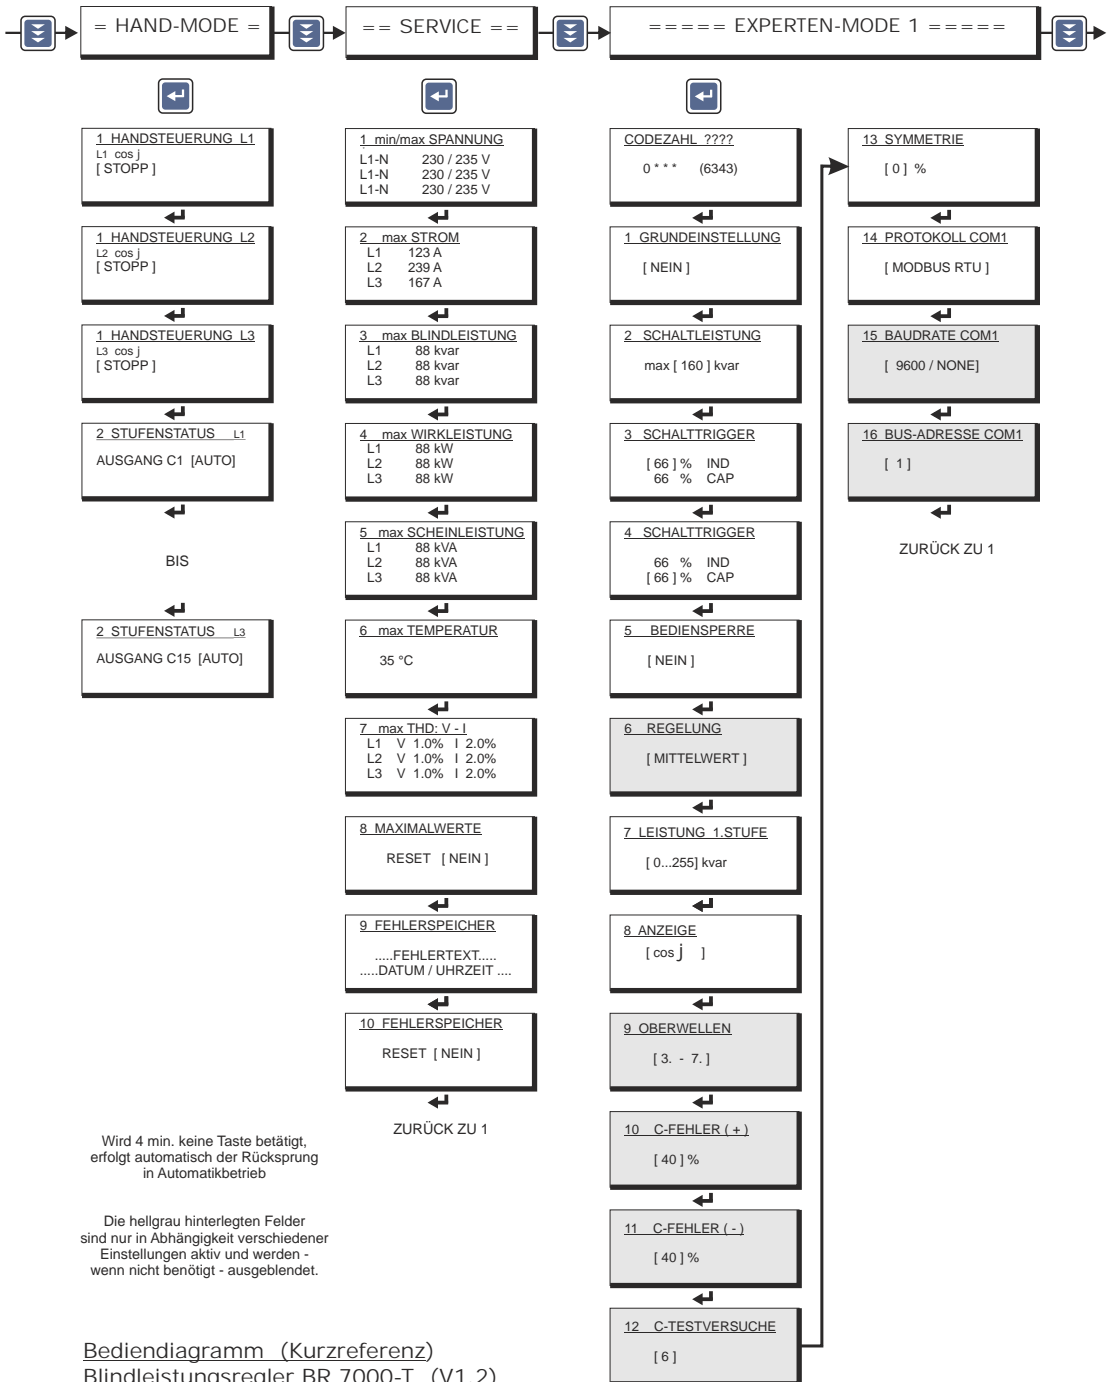 = HAND-MODE =
== SERVICE ==
===== EXPERTEN-MODE 1 =====
1 HANDSTEUERUNG L1
L1 cos j
[ STOPP ]
1 HANDSTEUERUNG L2
L2 cos j
[ STOPP ]
1 HANDSTEUERUNG L3
L3 cos j
[ STOPP ]
2 STUFENSTATUS L1
AUSGANG C1 [AUTO]
BIS
2 STUFENSTATUS L3
AUSGANG C15 [AUTO]
1 min/max SPANNUNG
L1-N 230 / 235 V
L1-N 230 / 235 V
L1-N 230 / 235 V
2 max STROM
L1 123 A
L2 239 A
L3 167 A
3 max BLINDLEISTUNG
L1 88 kvar
L2 88 kvar
L3 88 kvar
4 max WIRKLEISTUNG
L1 88 kW
L2 88 kW
L3 88 kW
5 max SCHEINLEISTUNG
L1 88 kVA
L2 88 kVA
L3 88 kVA
6 max TEMPERATUR
35 °C
7 max THD: V - I
L1 V 1.0% I 2.0%
L2 V 1.0% I 2.0%
L3 V 1.0% I 2.0%
8 MAXIMALWERTE
RESET [ NEIN ]
9 FEHLERSPEICHER
.....FEHLERTEXT.....
.....DATUM / UHRZEIT ....
10 FEHLERSPEICHER
RESET [ NEIN ]
ZURÜCK ZU 1
CODEZAHL ????
0 * * * (6343)
1 GRUNDEINSTELLUNG
[ NEIN ]
2 SCHALTLEISTUNG
max [ 160 ] kvar
3 SCHALTTRIGGER
[ 66 ] % IND
66 % CAP
4 SCHALTTRIGGER
66 % IND
[ 66 ] % CAP
5 BEDIENSPERRE
[ NEIN ]
6 REGELUNG
[ MITTELWERT ]
7 LEISTUNG 1.STUFE
[ 0...255] kvar
8 ANZEIGE
[ cos j ]
9 OBERWELLEN
[ 3. - 7. ]
10 C-FEHLER ( + )
[ 40 ] %
11 C-FEHLER ( - )
[ 40 ] %
12 C-TESTVERSUCHE
[ 6 ]
13 SYMMETRIE
[ 0 ] %
14 PROTOKOLL COM1
[ MODBUS RTU ]
15 BAUDRATE COM1
[ 9600 / NONE]
16 BUS-ADRESSE COM1
[ 1 ]
ZURÜCK ZU 1
Wird 4 min. keine Taste betätigt,
erfolgt automatisch der Rücksprung
in Automatikbetrieb
Die hellgrau hinterlegten Felder
sind nur in Abhängigkeit verschiedener
Einstellungen aktiv und werden -
wenn nicht benötigt - ausgeblendet.
Bediendiagramm (Kurzreferenz)
Blindleistungsregler BR 7000-T (V1.2)